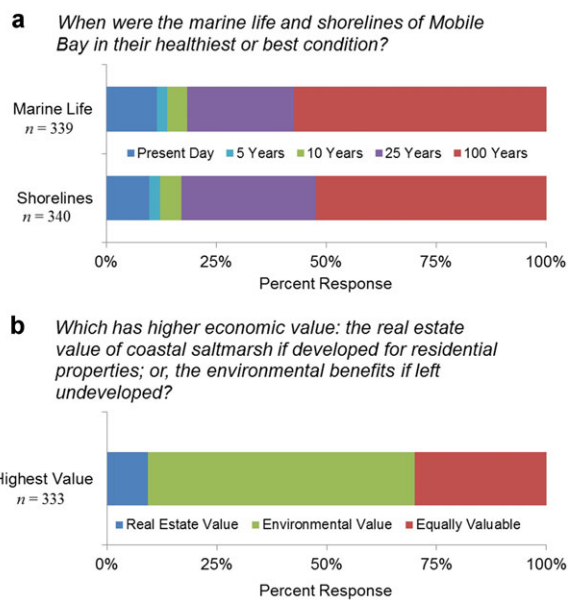 a When were the marine life and shorelines of Mobile
Bay in their healthiest or best condition?
Marine Life
n = 339
Present Day 5 Years 10 Years 25 Years 100 Years
Shorelines
n = 340
0% 25% 50% 75% 100%
Percent Response
b Which has higher economic value: the real estate
value of coastal saltmarsh if developed for residential
properties; or, the environmental benefits if left
undeveloped?
Highest Value
n = 333
Real Estate Value Environmental Value Equally Valuable
0% 25% 50% 75% 100%
Percent Response